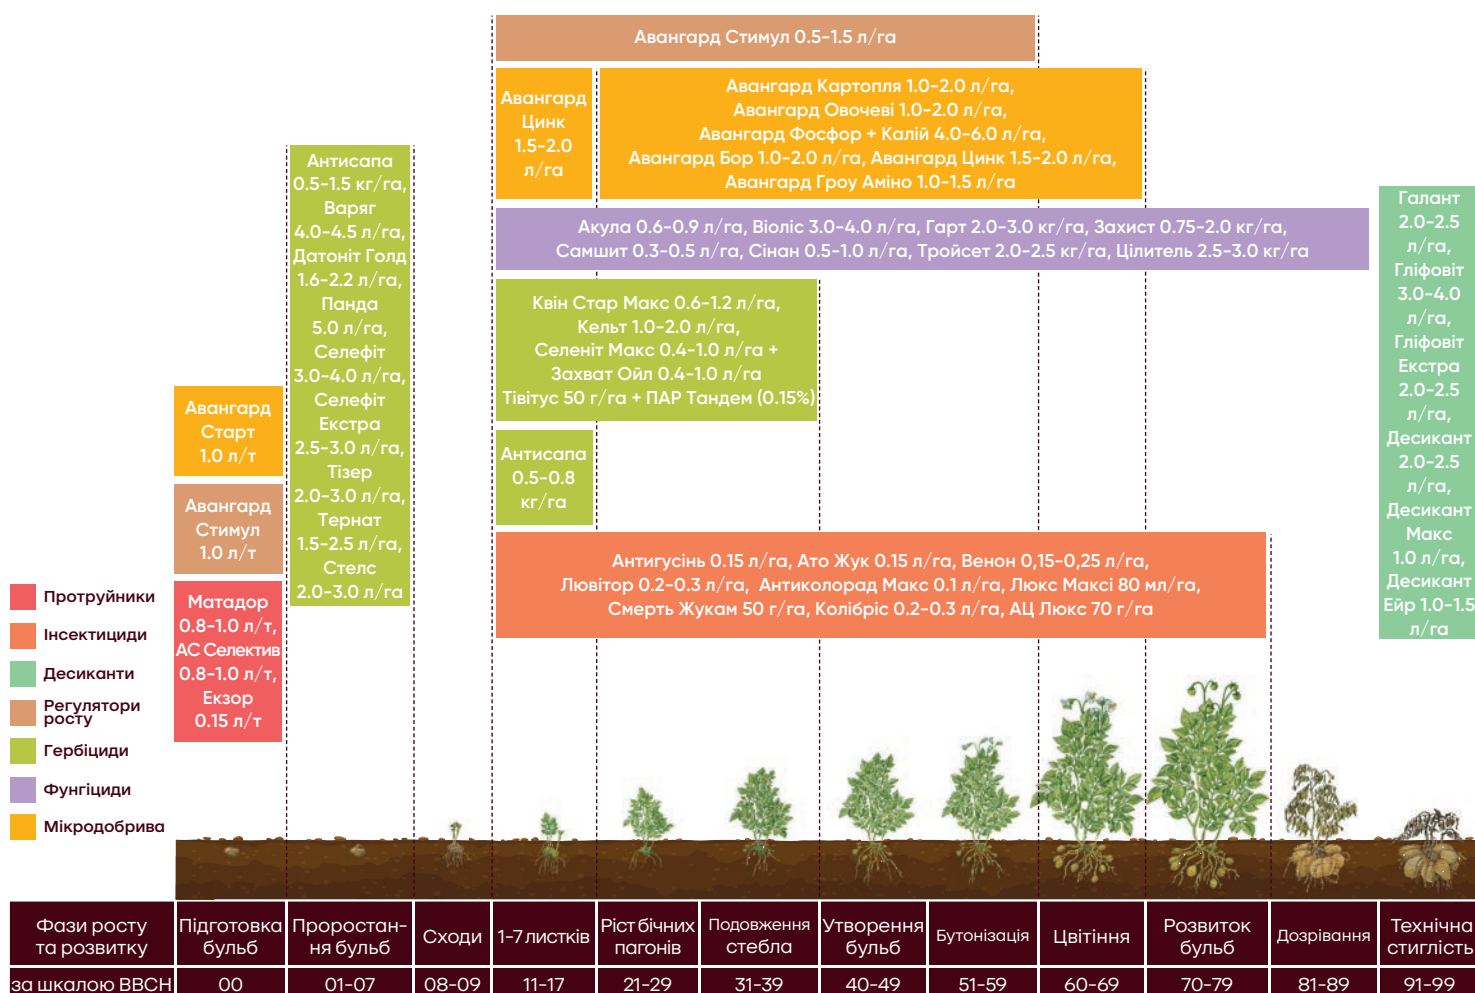 Авангард Стимул 0.5-1.5 л/га
Авангард
Цинк
1.5-2.0
л/га
Авангард Картопля 1.0-2.0 л/га,
Авангард Овочеві 1.0-2.0 л/га,
Авангард Фосфор + Калій 4.0-6.0 л/га,
Авангард Бор 1.0-2.0 л/га, Авангард Цинк 1.5-2.0 л/га,
Авангард Гроу Аміно 1.0-1.5 л/га
Антисапа
0.5-1.5 кг/га,
Варяг
4.0-4.5 л/га,
Датоніт Голд
1.6-2.2 л/га,
Панда
5.0 л/га,
Селефіт
3.0-4.0 л/га,
Селефіт
Екстра
2.5-3.0 л/га,
Тізер
2.0-3.0 л/га,
Тернат
1.5-2.5 л/га,
Стелс
2.0-3.0 л/га
Акула 0.6-0.9 л/га, Віоліс 3.0-4.0 л/га, Гарт 2.0-3.0 кг/га, Захист 0.75-2.0 кг/га,
Самшит 0.3-0.5 л/га, Сінан 0.5-1.0 л/га, Тройсет 2.0-2.5 кг/га, Цілитель 2.5-3.0 кг/га
Галант
2.0-2.5
л/га,
Гліфовіт
3.0-4.0
л/га,
Гліфовіт
Екстра
2.0-2.5
л/га,
Десикант
2.0-2.5
л/га,
Десикант
Макс
1.0 л/га,
Десикант
Ейр 1.0-1.5
л/га
Квін Стар Макс 0.6-1.2 л/га,
Кельт 1.0-2.0 л/га,
Селеніт Макс 0.4-1.0 л/га +
Захват Ойл 0.4-1.0 л/га
Тівітус 50 г/га + ПАР Тандем (0.15%)
Авангард
Старт
1.0 л/т
Антисапа
0.5-0.8
кг/га
Авангард
Стимул
1.0 л/т
Антигусінь 0.15 л/га, Ато Жук 0.15 л/га, Венон 0,15-0,25 л/га,
Лювітор 0.2-0.3 л/га, Антиколорад Макс 0.1 л/га, Люкс Максі 80 мл/га,
Смерть Жукам 50 г/га, Колібріс 0.2-0.3 л/га, АЦ Люкс 70 г/га
Матадор
0.8-1.0 л/т,
АС Селектив
0.8-1.0 л/т,
Екзор
0.15 л/т
Протруйники
Інсектициди
Десиканти
Регулятори
росту
Гербіциди
Фунгіциди
Мікродобрива
Фази росту
та розвитку
Підготовка
бульб
Проростан-
ня бульб
Сходи
1-7 листків
Ріст бічних
пагонів
Подовження
стебла
Утворення
бульб
Бутонізація
Цвітіння
Розвиток
бульб
Дозрівання
Технічна
стиглість
за шкалою ВВСН
00
01-07
08-09
11-17
21-29
31-39
40-49
51-59
60-69
70-79
81-89
91-99